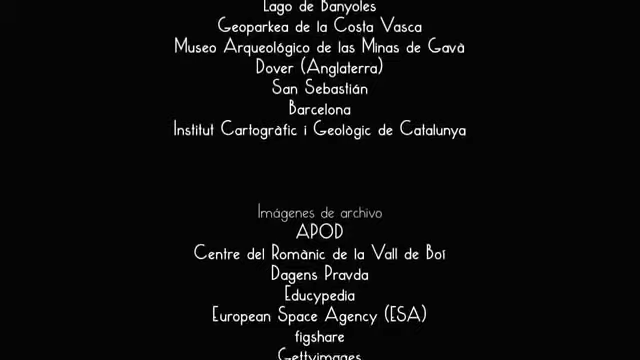 Lago de Banyoles
Geoparkea de la Costa Vasca
Museo Arqueológico de las Minas de Gavà
Dover (Anglaterra)
San Sebastián
Barcelona
Institut Cartogràfic i Geològic de Catalunya
Imágenes de archivo
APOD
Centre del Romànic de la Vall de Boí
Dagens Pravda
Educypedia
European Space Agency (ESA)
figshare
Gettyimages